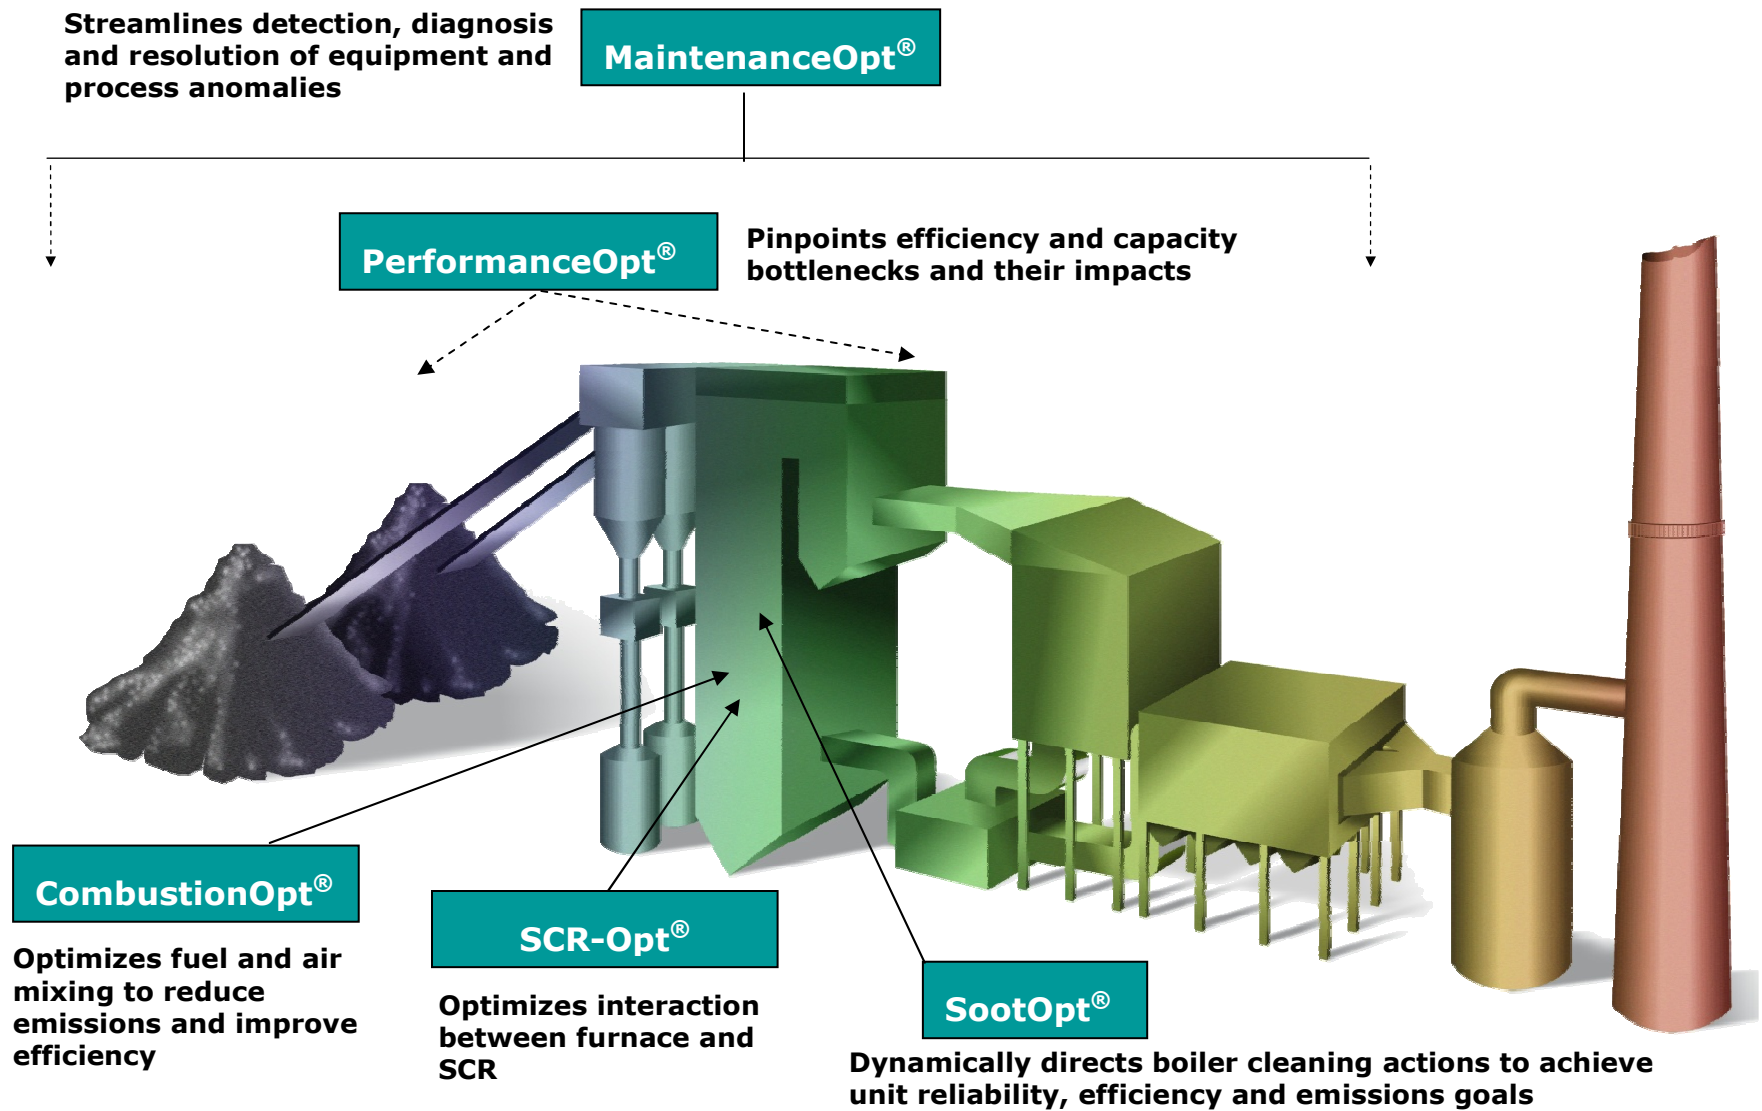 Streamlines detection, diagnosis
and resolution of equipment and
process anomalies
MaintenanceOpt®
PerformanceOpt®
Pinpoints efficiency and capacity
bottlenecks and their impacts
CombustionOpt®
Optimizes fuel and air
mixing to reduce
emissions and improve
efficiency
SCR-Opt®
Optimizes interaction
between furnace and
SCR
SootOpt®
Dynamically directs boiler cleaning actions to achieve
unit reliability, efficiency and emissions goals